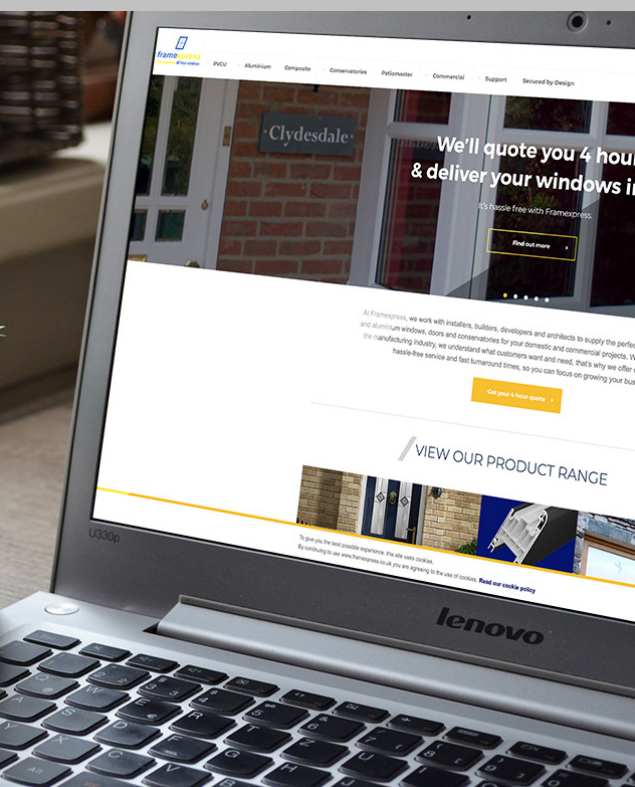 framexpress
PVCU Aluminium Composite Conservatories Patiomaster Commercial Support Secured by Design
Clydesdale
We'll quote you 4 hour
& deliver your windows i
It's hassle free with Framexpress.
Find out more
At Framexpress, we work with installers, builders, developers and architects to supply the perfec
and aluminium windows, doors and conservatories for your domestic and commercial projects. W
the manufacturing industry, we understand what customers want and need, that's why we offer
hassle-free service and fast turnaround times, so you can focus on growing your bus
Get your 4 hour quote
VIEW OUR PRODUCT RANGE
To give you the best possible experience, this site uses cookies.
By continuing to use www.framexpress.co.uk you are agreeing to the use of cookies. Read our cookie policy
U330p
lenovo